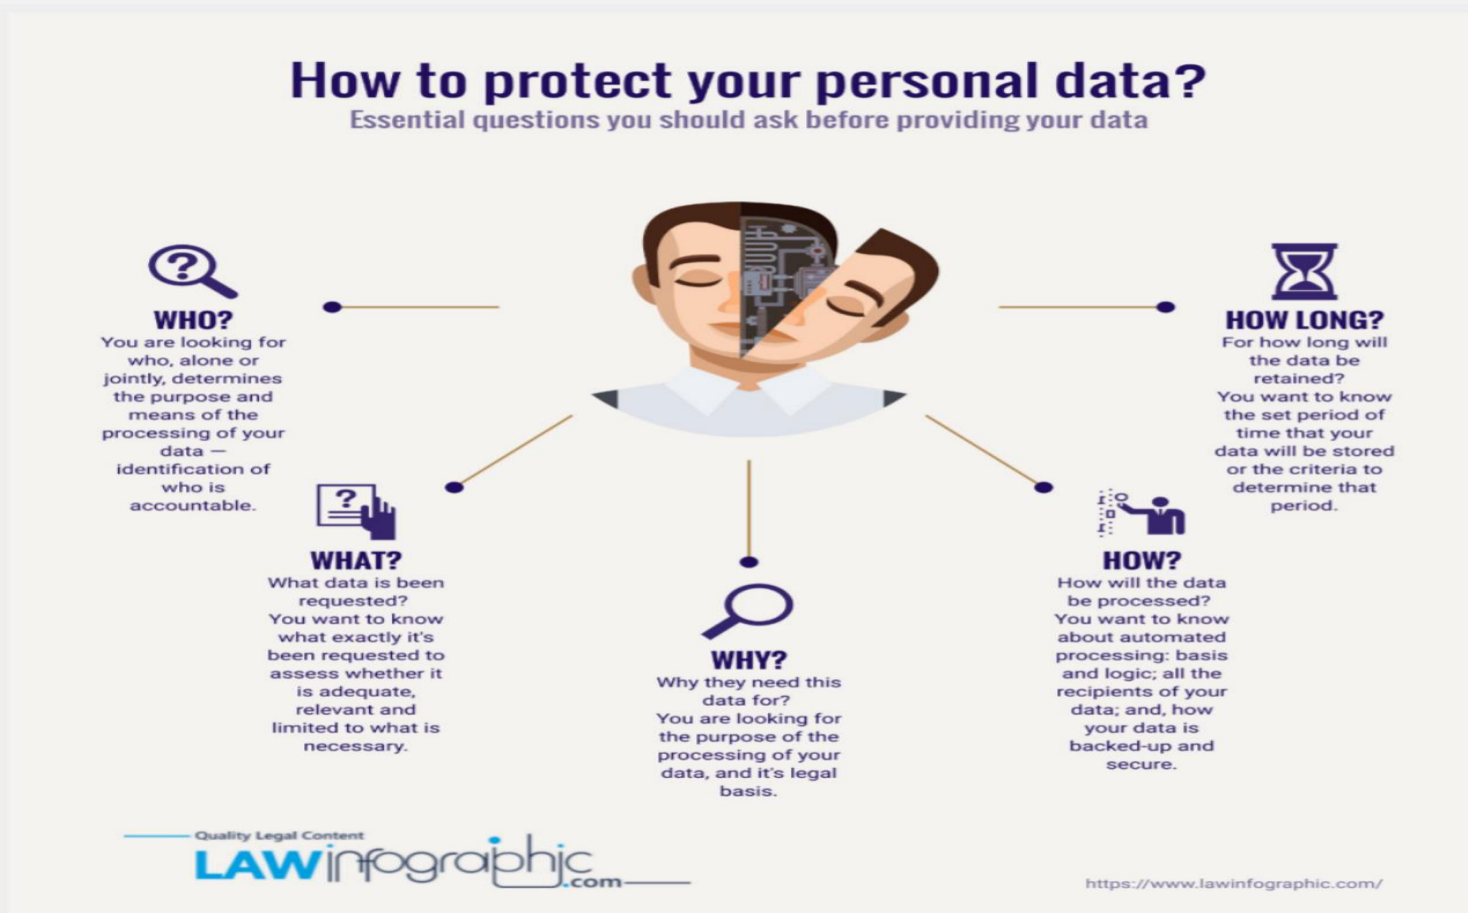 How to protect your personal data?
Essential questions you should ask before providing your data
?
WHO?
You are looking for
who, alone or
jointly, determines
the purpose and
means of the
processing of your
data —
identification of
who is
accountable.
?
WHAT?
What data is been
requested?
You want to know
what exactly it's
been requested to
assess whether it
is adequate,
relevant and
limited to what is
necessary.
WHY?
Why they need this
data for?
You are looking for
the purpose of the
processing of your
data, and it's legal
basis.
HOW?
How will the data
be processed?
You want to know
about automated
processing: basis
and logic; all the
recipients of your
data; and, how
your data is
backed-up and
secure.
HOW LONG?
For how long will
the data be
retained?
You want to know
the set period of
time that your
data will be stored
or the criteria to
determine that
period.
Quality Legal Content
LAWinfographic
.com
https://www.lawinfographic.com/